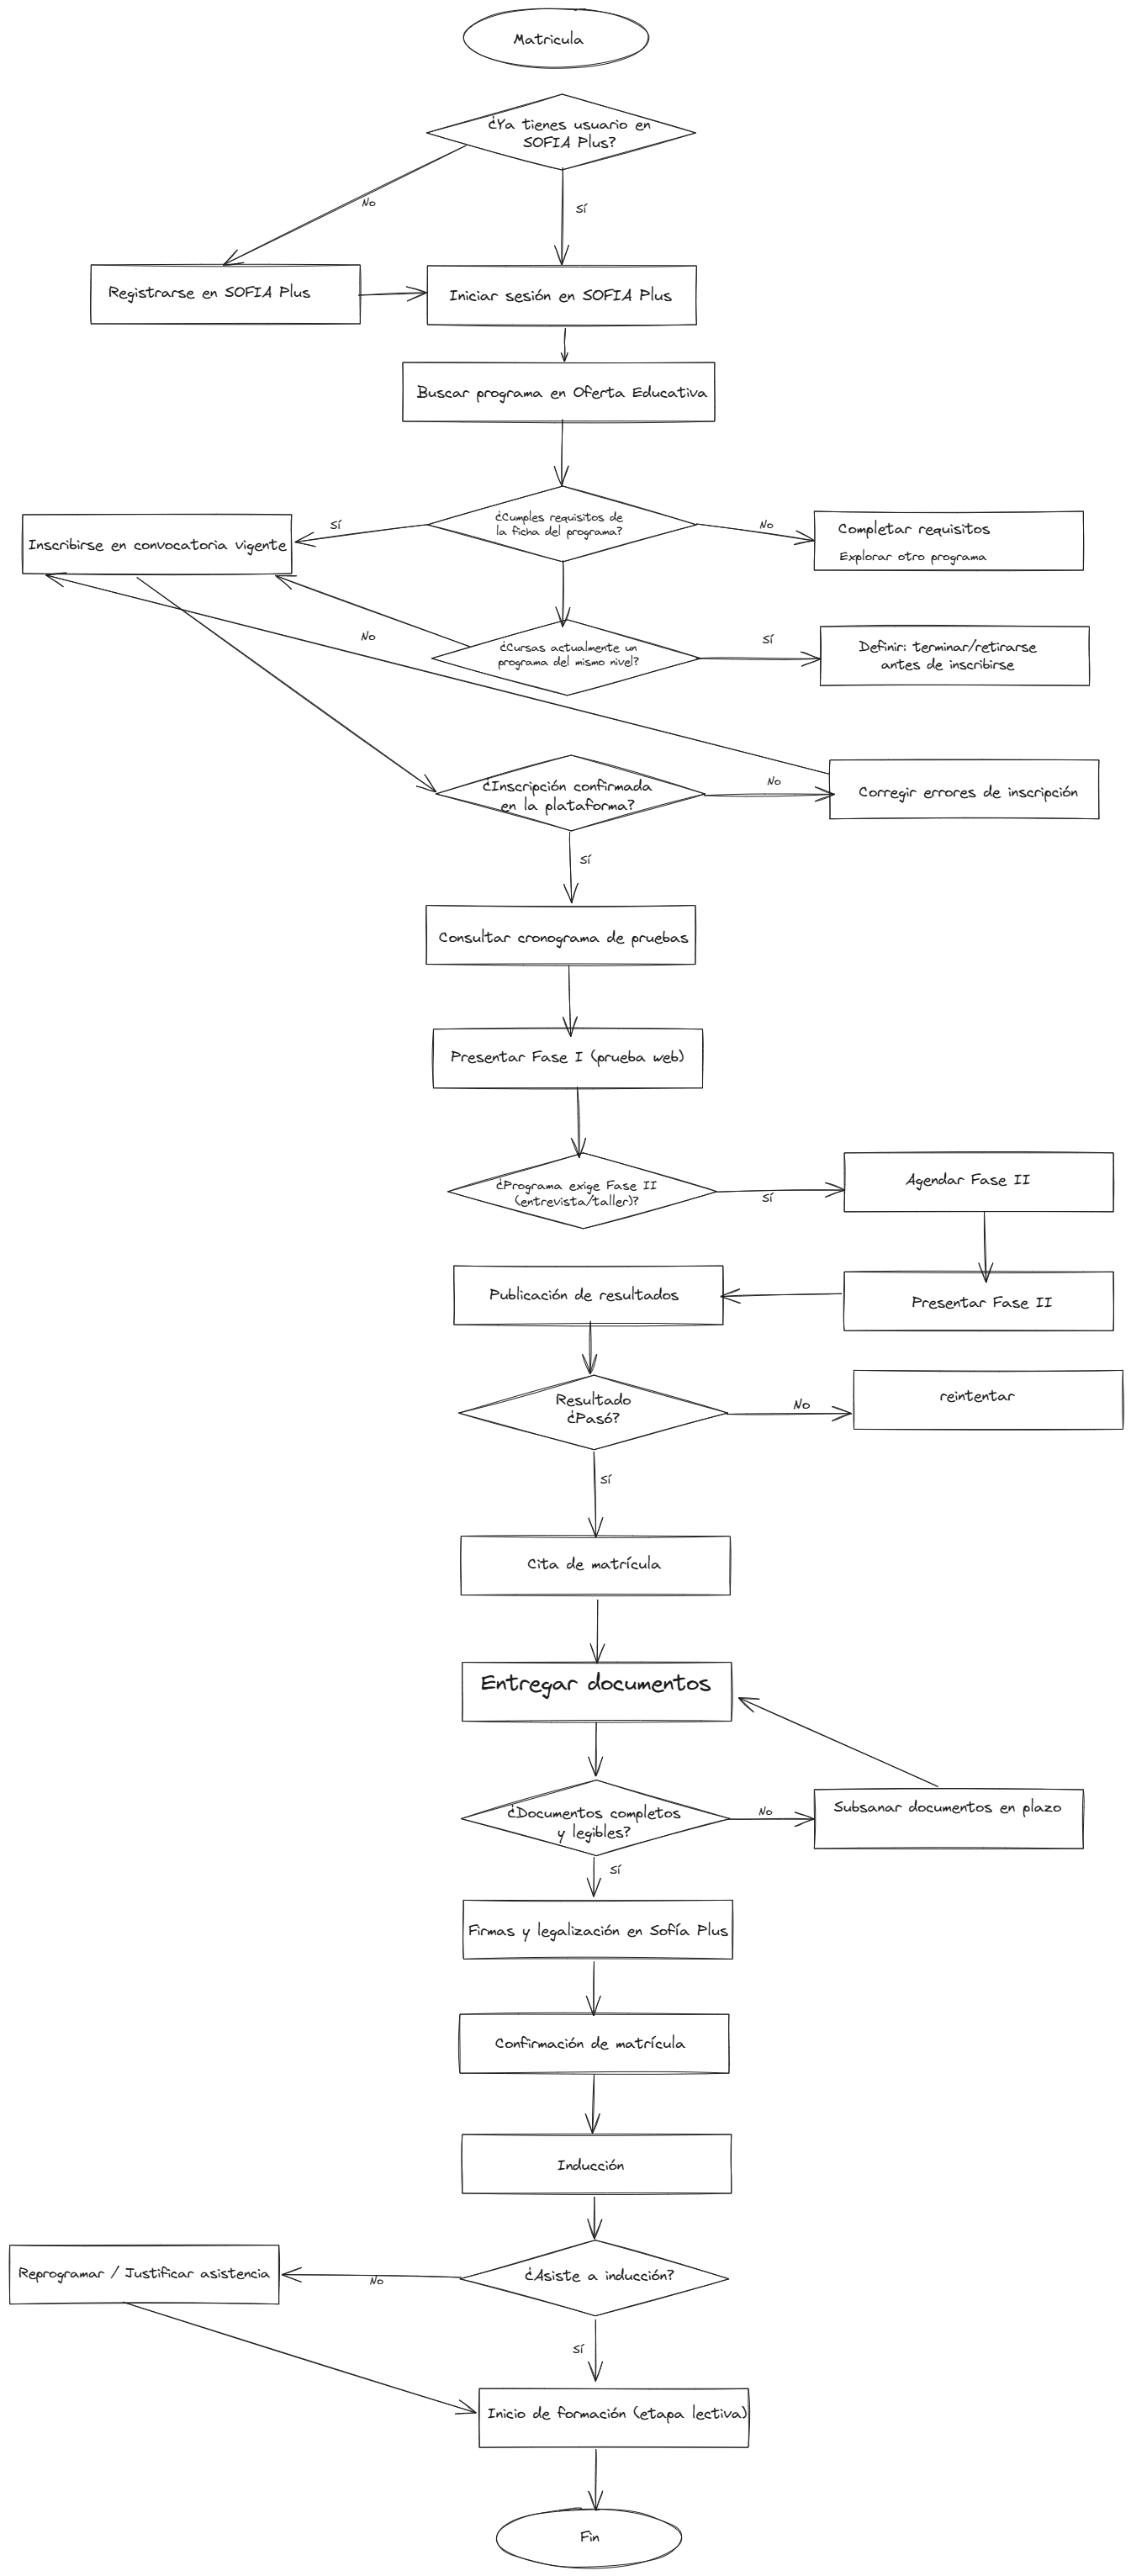 Matricula
¿Ya tienes usuario en
SOFIA Plus?
No
Sí
Registrarse en SOFIA Plus
Iniciar sesión en SOFIA Plus
Buscar programa en Oferta Educativa
¿Cumples requisitos de
la ficha del programa?
Sí
No
Inscribirse en convocatoria vigente
Completar requisitos
Explorar otro programa
¿Cursas actualmente un
programa del mismo nivel?
No
Sí
Definir: terminar/retirarse
antes de inscribirse
¿Inscripción confirmada
en la plataforma?
No
Corregir errores de inscripción
Sí
Consultar cronograma de pruebas
Presentar Fase I (prueba web)
¿Programa exige Fase II
(entrevista/taller)?
Sí
Agendar Fase II
Publicación de resultados
Presentar Fase II
Resultado
¿Pasó?
No
reintentar
Sí
Cita de matrícula
Entregar documentos
¿Documentos completos
y legibles?
No
Subsanar documentos en plazo
Sí
Firmas y legalización en Sofía Plus
Confirmación de matrícula
Inducción
¿Asiste a inducción?
No
Reprogramar / Justificar asistencia
Sí
Inicio de formación (etapa lectiva)
Fin